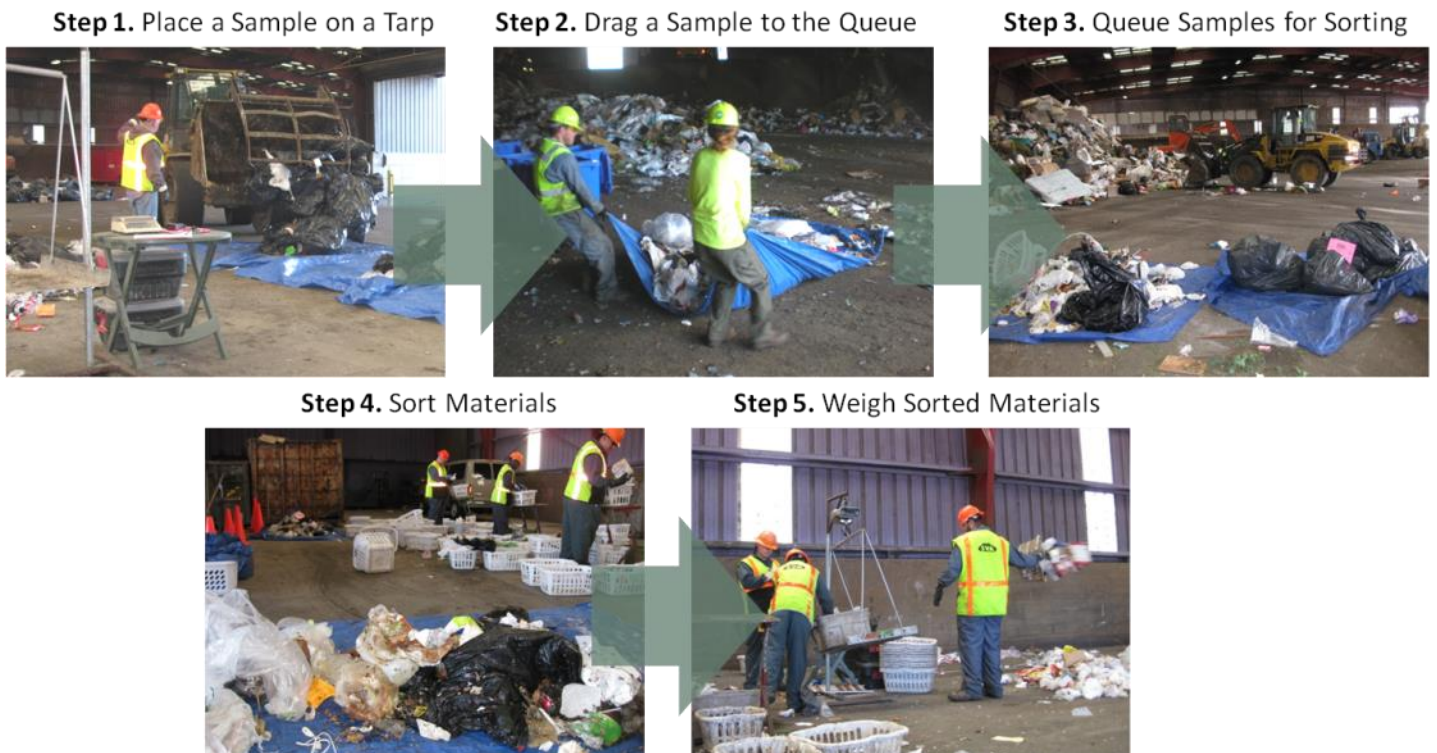 Step 1. Place a Sample on a Tarp
Step 2. Drag a Sample to the Queue
Step 3. Queue Samples for Sorting
Step 4. Sort Materials
Step 5. Weigh Sorted Materials